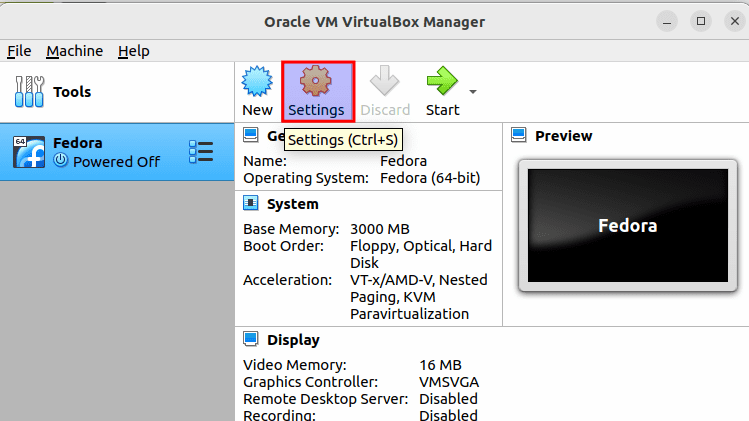 Oracle VM VirtualBox Manager
File Machine Help
Tools
New Settings Discard Start
64
Fedora
Powered Off
Settings (Ctrl+S)
Name: Fedora
Operating System: Fedora (64-bit)
System
Base Memory: 3000 MB
Boot Order: Floppy, Optical, Hard
Disk
Acceleration: VT-x/AMD-V, Nested
Paging, KVM
Paravirtualization
Display
Video Memory: 16 MB
Graphics Controller: VMSVGA
Remote Desktop Server: Disabled
Recording: Disabled
Preview
Fedora